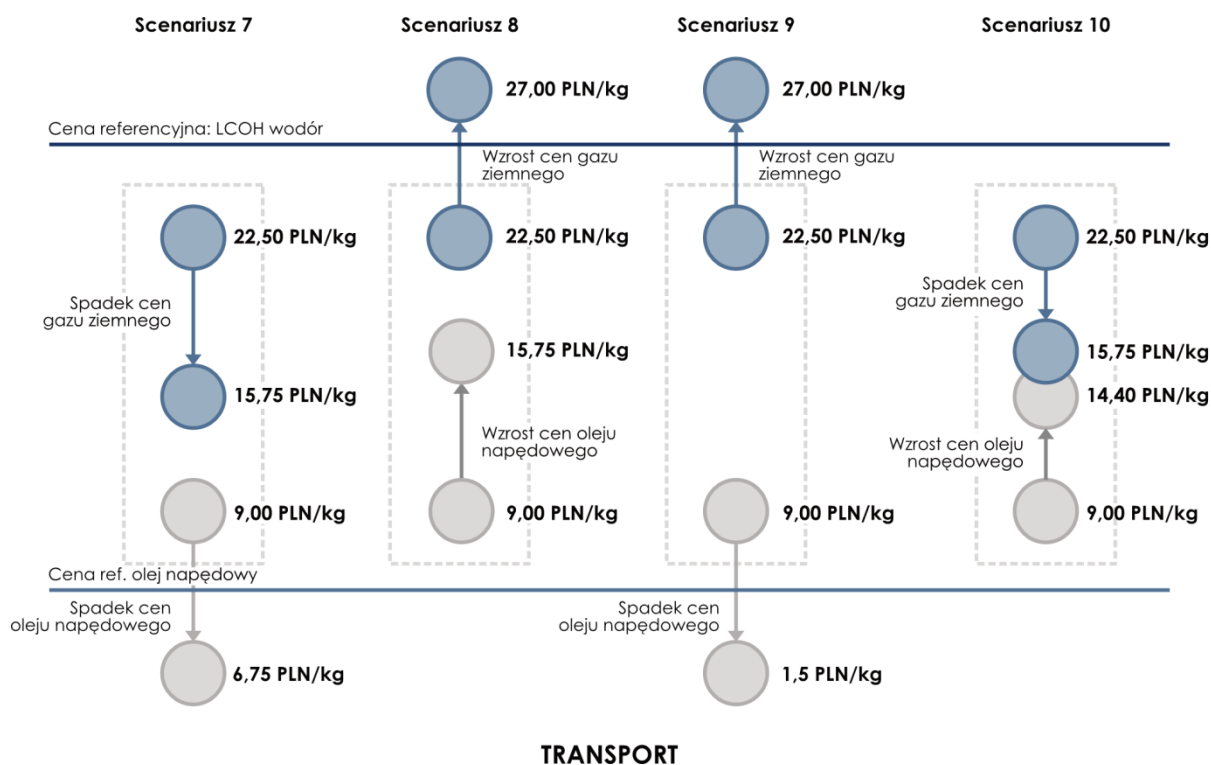 Scenariusz 7
Scenariusz 8
Scenariusz 9
Scenariusz 10
27,00 PLN/kg
27,00 PLN/kg
Cena referencyjna: LCOH wodór
Wzrost cen gazu
ziemnego
Wzrost cen gazu
ziemnego
22,50 PLN/kg
22,50 PLN/kg
22,50 PLN/kg
22,50 PLN/kg
Spadek cen
gazu ziemnego
Spadek cen
gazu ziemnego
15,75 PLN/kg
15,75 PLN/kg
15,75 PLN/kg
14,40 PLN/kg
Wzrost cen oleju
napędowego
Wzrost cen oleju
napędowego
9,00 PLN/kg
9,00 PLN/kg
9,00 PLN/kg
9,00 PLN/kg
Cena ref. olej napędowy
Spadek cen
oleju napędowego
Spadek cen
oleju napędowego
6,75 PLN/kg
1,5 PLN/kg
TRANSPORT